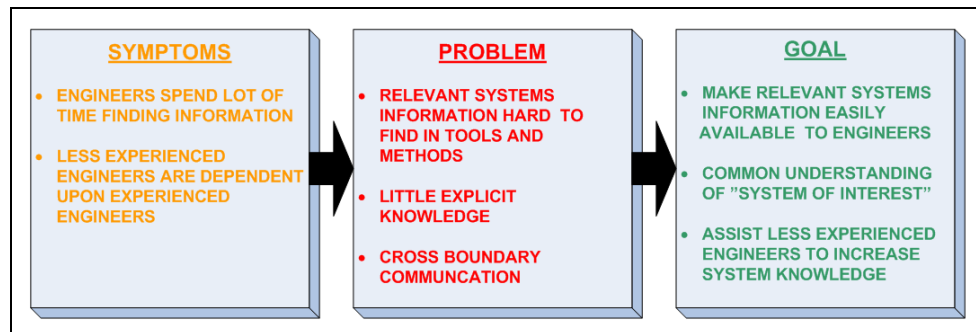 SYMPTOMS
• ENGINEERS SPEND LOT OF
TIME FINDING INFORMATION
• LESS EXPERIENCED
ENGINEERS ARE DEPENDENT
UPON EXPERIENCED
ENGINEERS
PROBLEM
• RELEVANT SYSTEMS
INFORMATION HARD TO
FIND IN TOOLS AND
METHODS
• LITTLE EXPLICIT
KNOWLEDGE
• CROSS BOUNDARY
COMMUNCATION
GOAL
• MAKE RELEVANT SYSTEMS
INFORMATION EASILY
AVAILABLE TO ENGINEERS
• COMMON UNDERSTANDING
OF ”SYSTEM OF INTEREST”
• ASSIST LESS EXPERIENCED
ENGINEERS TO INCREASE
SYSTEM KNOWLEDGE